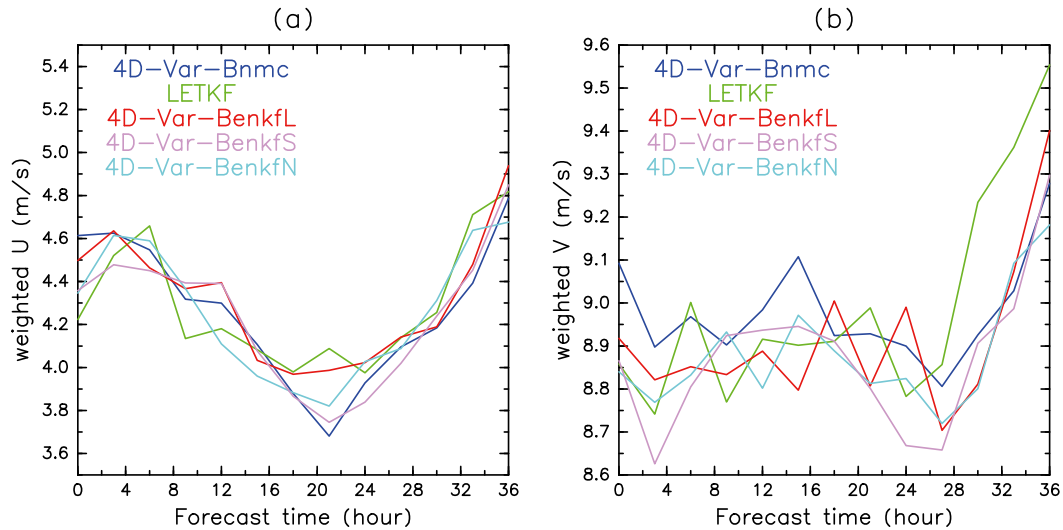 (a)
weighted U (m/s)
5.4
5.2
5.0
4.8
4.6
4.4
4.2
4.0
3.8
3.6
4D-Var-Bnmc
LETKF
4D-Var-BenkfL
4D-Var-BenkfS
4D-Var-BenkfN
0 4 8 12 16 20 24 28 32 36
Forecast time (hour)
(b)
weighted V (m/s)
9.6
9.5
9.4
9.3
9.2
9.1
9.0
8.9
8.8
8.7
8.6
4D-Var-Bnmc
LETKF
4D-Var-BenkfL
4D-Var-BenkfS
4D-Var-BenkfN
0 4 8 12 16 20 24 28 32 36
Forecast time (hour)